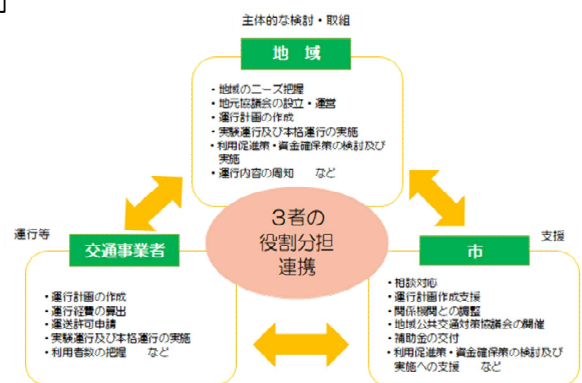 主体的な検討・取組
地域
・地域のニーズ把握
・地元協議会の設立・運営
・運行計画の作成
・実験運行及び本格運行の実施
・利用促進策・資金確保策の検討及び
実施
・運行内容の周知　など
3者の
役割分担
連携
運行等
交通事業者
・運行計画の作成
・運行経費の算出
・運送許可申請
・実験運行及び本格運行の実施
・利用者数の把握　など
支援
市
・相談対応
・運行計画作成支援
・関係機関との調整
・地域公共交通対策協議会の開催
・補助金の交付
・利用促進策・資金確保策の検討及び
実施への支援　など